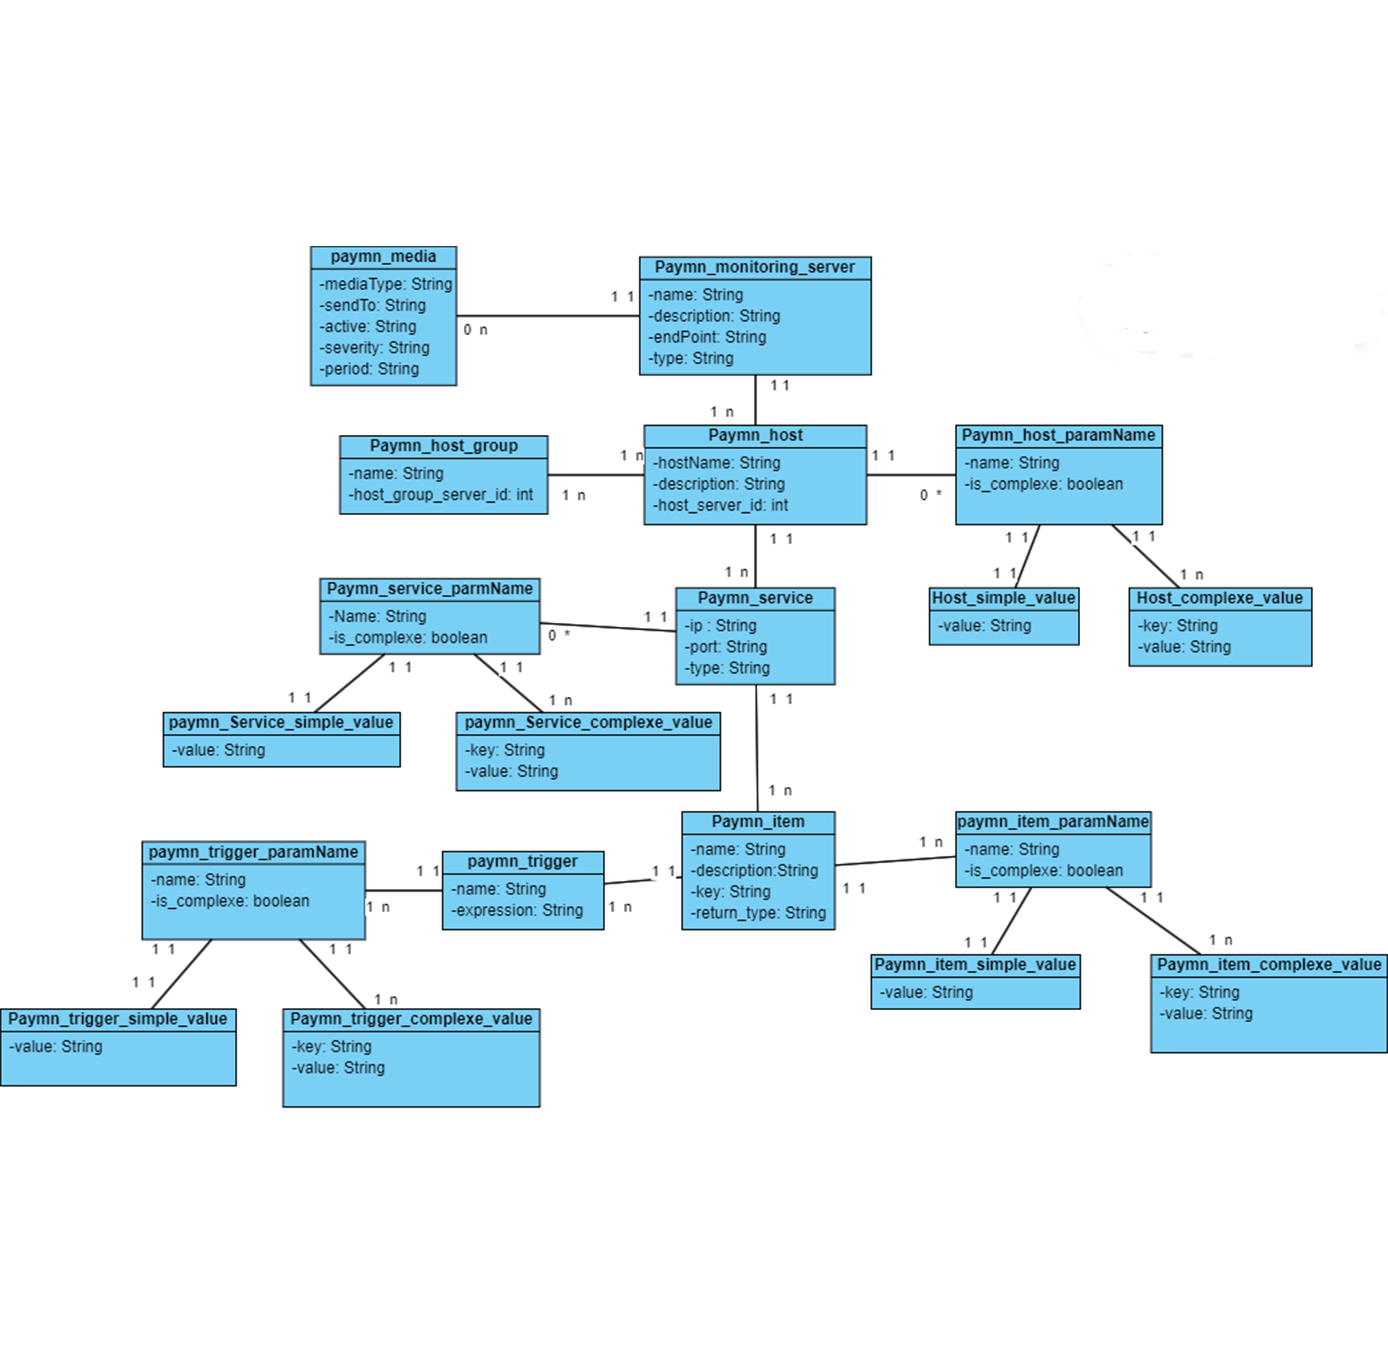 paymn_media
-mediaType: String
-sendTo: String
-active: String
-severity: String
-period: String
Paymn_monitoring_server
-name: String
-description: String
-endPoint: String
-type: String
1 1
0 n
1 1
1 n
Paymn_host_group
-name: String
-host_group_server_id: int
1 n
1 n
Paymn_host
-hostName: String
-description: String
-host_server_id: int
1 1
0 *
Paymn_host_paramName
-name: String
-is_complexe: boolean
1 1
1 1
1 1
1 n
Host_simple_value
-value: String
Host_complexe_value
-key: String
-value: String
1 1
1 n
Paymn_service_parmName
-Name: String
-is_complexe: boolean
1 1
0 *
Paymn_service
-ip : String
-port: String
-type: String
1 1
1 1
1 1
1 n
paymn_Service_simple_value
-value: String
paymn_Service_complexe_value
-key: String
-value: String
1 1
1 n
paymn_trigger_paramName
-name: String
-is_complexe: boolean
1 1
1 n
paymn_trigger
-name: String
-expression: String
1 1
1 n
Paymn_item
-name: String
-description:String
-key: String
-return_type: String
1 n
1 1
paymn_item_paramName
-name: String
-is_complexe: boolean
1 1
1 1
1 1
1 n
Paymn_item_simple_value
-value: String
Paymn_item_complexe_value
-key: String
-value: String
1 1
1 1
1 1
1 n
Paymn_trigger_simple_value
-value: String
Paymn_trigger_complexe_value
-key: String
-value: String